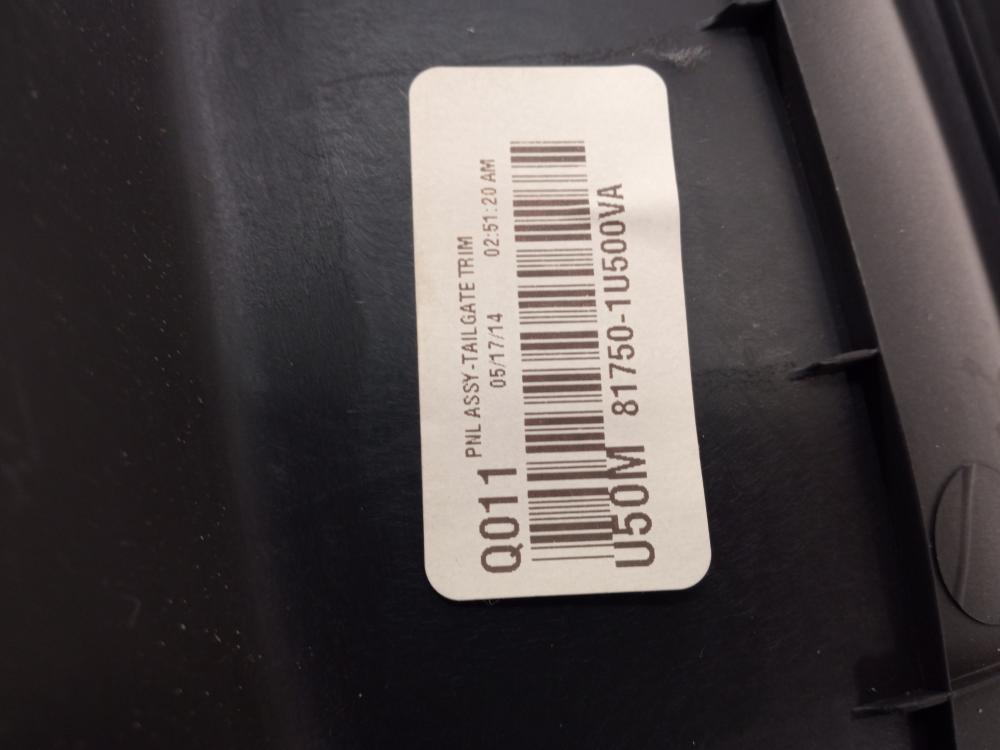 PNL ASSY-TAILGATE TRIM
Q011 05/17/14 02:51:20 AM
U50M 81750-1U500VA